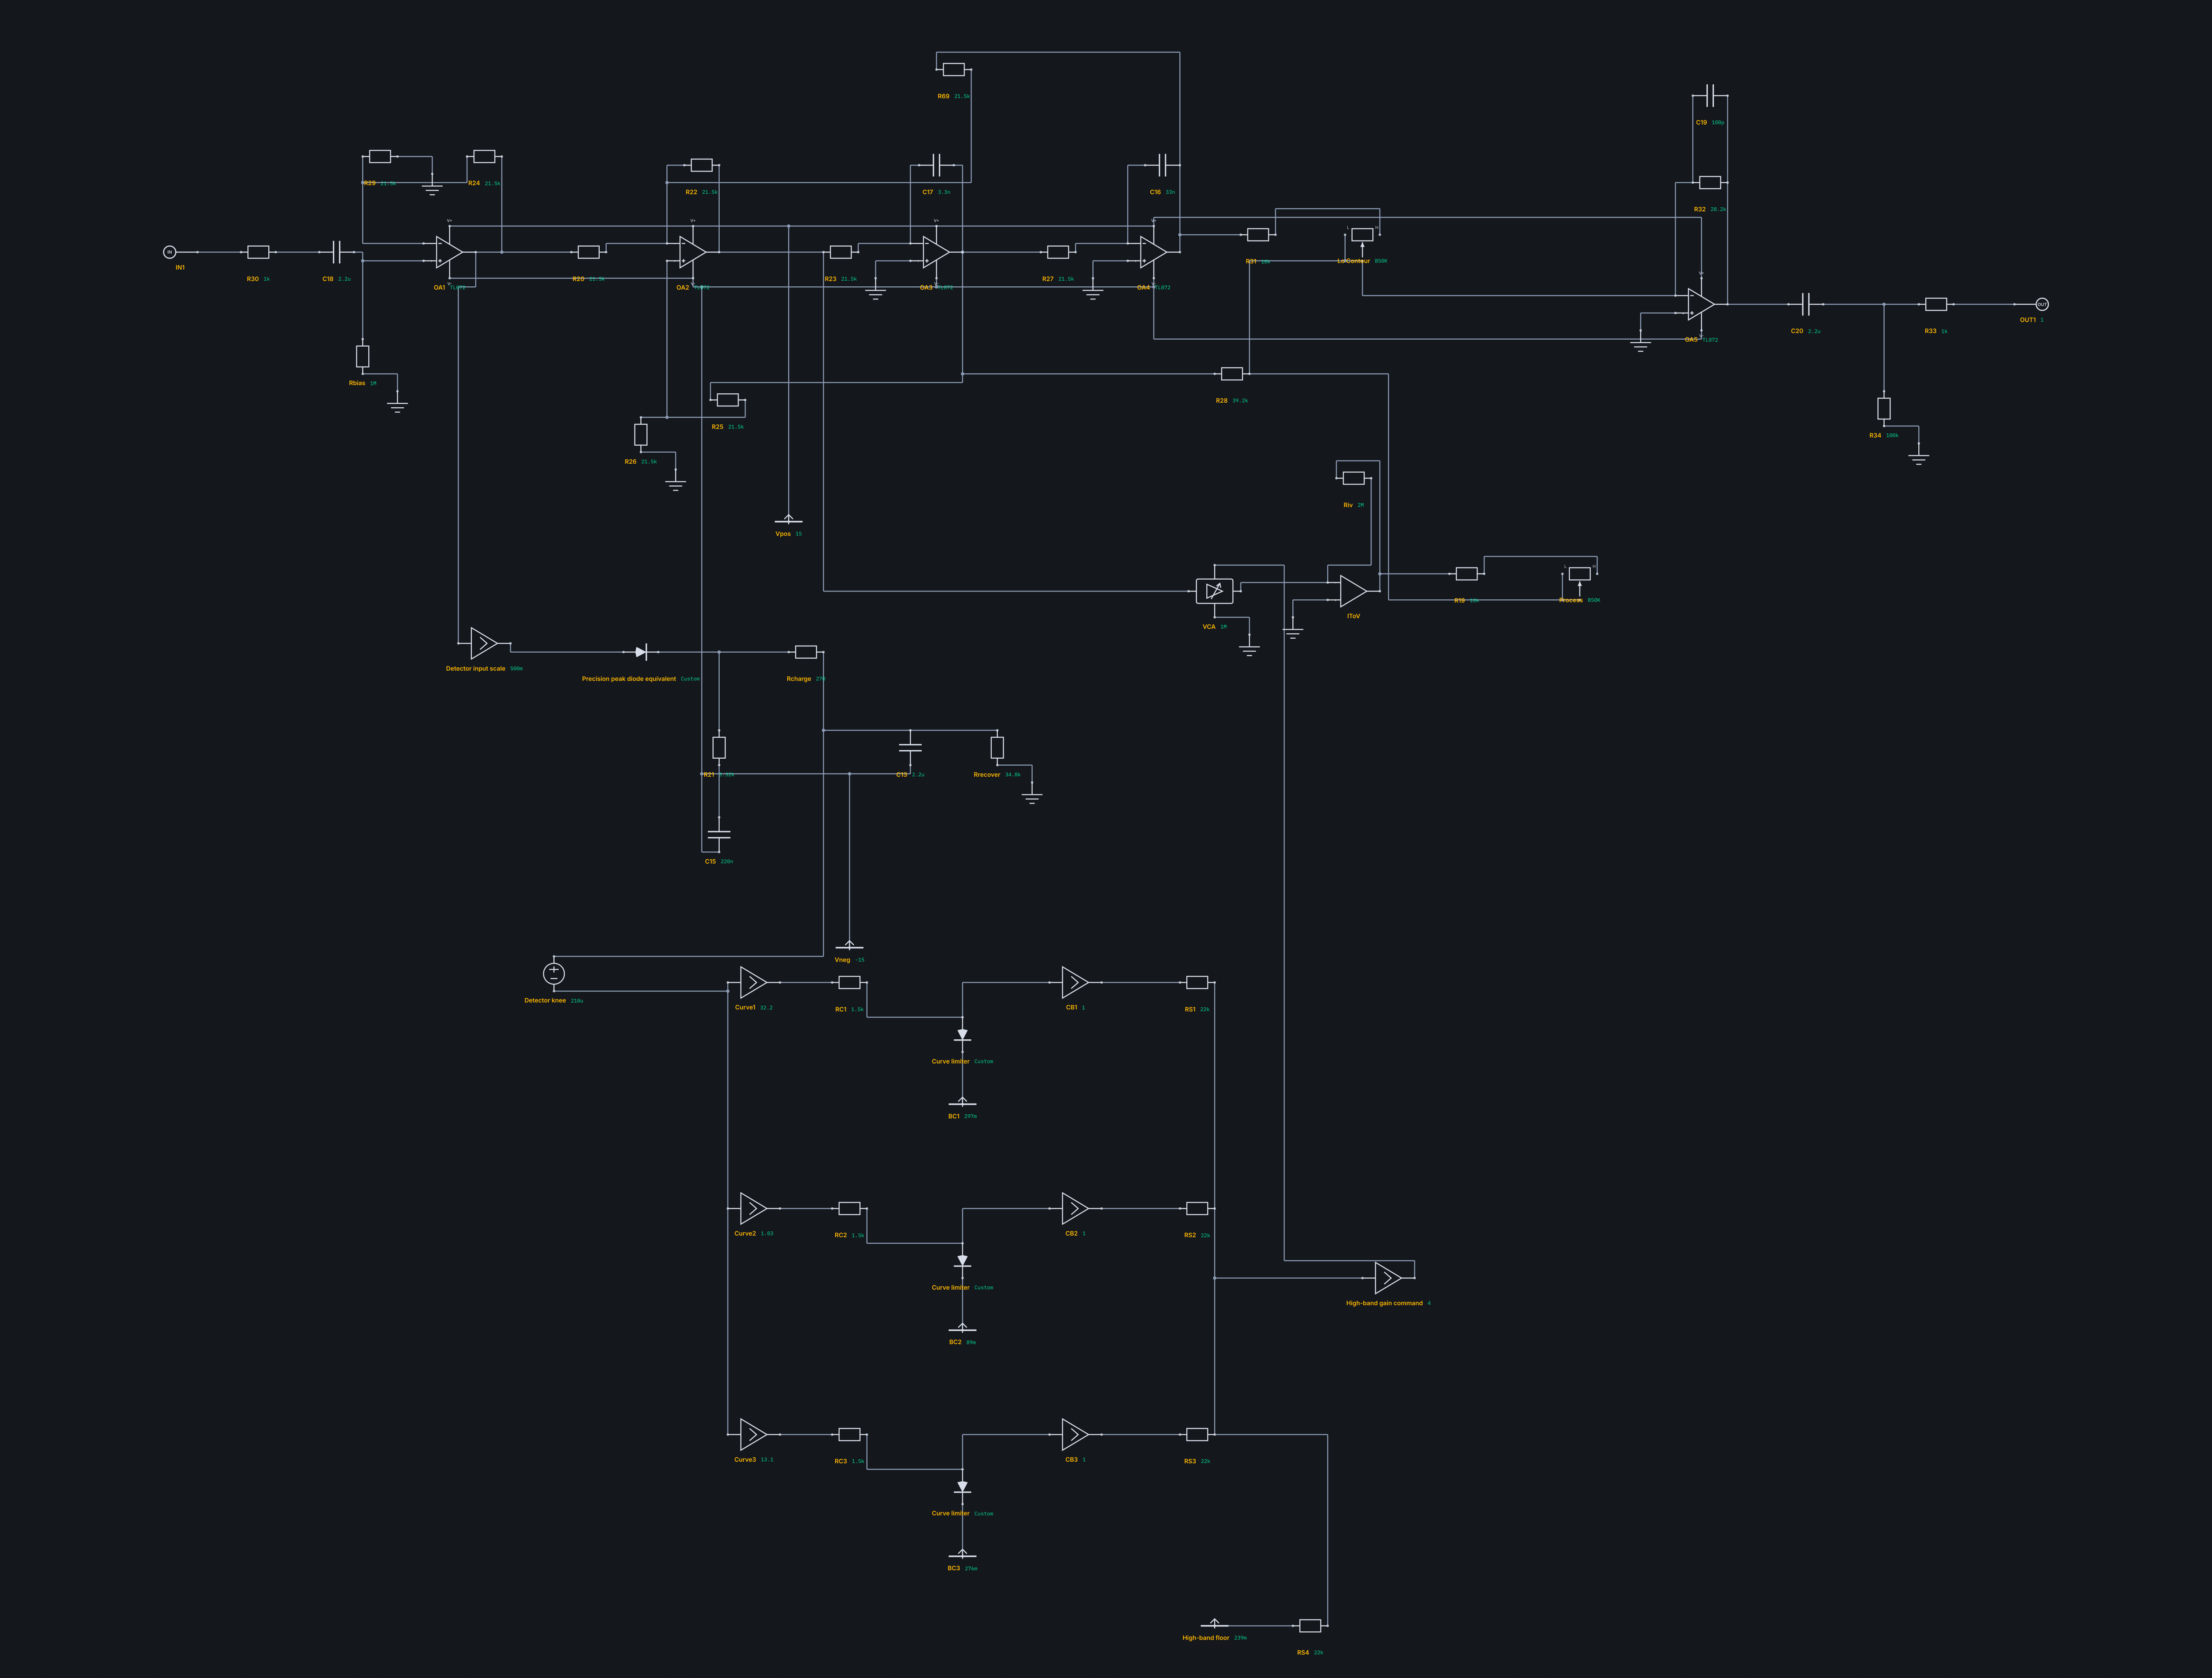 R69 21.5k
C19 100p
R29 21.5k
R24 21.5k
R22 21.5k
C17 3.3n
C16 33n
R32 28.2k
V+
V+
V+
L
H
IN
IN1
R30 1k
C18 2.2u
OA1 TL072
R20 21.5k
OA2
R23 21.5k
OA3 TL072
R27 21.5k
OA4 TL072
R31 10k
Lo Contour B50K
OA5 TL072
C20 2.2u
R33 1k
OUT
OUT1 1
Rbias 1M
R25 21.5k
R28 39.2k
R34 100k
R26 21.5k
Vpos 15
Riv 2M
L
H
VCA 1M
IToV
R19 10k
Process B50K
Detector input scale 500m
Precision peak diode equivalent Custom
Rcharge
R21
C13 2.2u
Rrecover 34.8k
C15 220n
Vneg -15
Detector knee 210u
Curve1 32.2
RC1 1.5k
CB1 1
RS1 22k
Curve limiter Custom
BC1 297m
Curve2 1.03
RC2 1.5k
CB2 1
RS2 22k
Curve limiter Custom
High-band gain command 4
BC2 89m
Curve3 13.1
RC3 1.5k
CB3 1
RS3 22k
Curve limiter Custom
BC3 276m
High-band floor 239m
RS4 22k